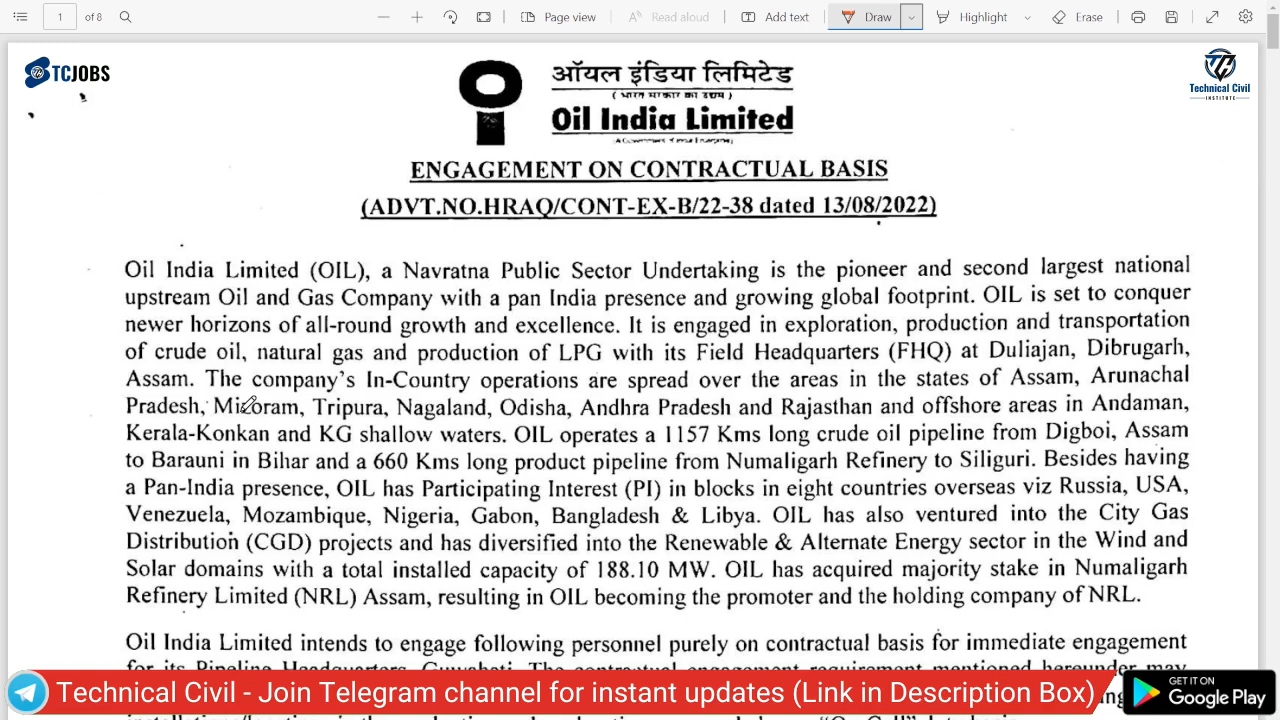 1 of 8 Page view Read aloud Add text Draw Highlight Erase
TCJOBS
ऑयल इंडिया लिमिटेड
Oil India Limited
Technical Civil
INSTITUTE
ENGAGEMENT ON CONTRACTUAL BASIS
(ADVT.NO.HRAQ/CONT-EX-B/22-38 dated 13/08/2022)
Oil India Limited (OIL), a Navratna Public Sector Undertaking is the pioneer and second largest national
upstream Oil and Gas Company with a pan India presence and growing global footprint. OIL is set to conquer
newer horizons of all-round growth and excellence. It is engaged in exploration, production and transportation
of crude oil, natural gas and production of LPG with its Field Headquarters (FHQ) at Duliajan, Dibrugarh,
Assam. The company's In-Country operations are spread over the areas in the states of Assam, Arunachal
Pradesh, Mizoram, Tripura, Nagaland, Odisha, Andhra Pradesh and Rajasthan and offshore areas in Andaman,
Kerala-Konkan and KG shallow waters. OIL operates a 1157 Kms long crude oil pipeline from Digboi, Assam
to Barauni in Bihar and a 660 Kms long product pipeline from Numaligarh Refinery to Siliguri. Besides having
a Pan-India presence, OIL has Participating Interest (PI) in blocks in eight countries overseas viz Russia, USA,
Venezuela, Mozambique, Nigeria, Gabon, Bangladesh & Libya. OIL has also ventured into the City Gas
Distribution (CGD) projects and has diversified into the Renewable & Alternate Energy sector in the Wind and
Solar domains with a total installed capacity of 188.10 MW. OIL has acquired majority stake in Numaligarh
Refinery Limited (NRL) Assam, resulting in OIL becoming the promoter and the holding company of NRL.
Oil India Limited intends to engage following personnel purely on contractual basis for immediate engagement
for its Pipeline Headquarters, Guwahati. The contractual engagement requirement mentioned hereunder may
Technical Civil - Join Telegram channel for instant updates (Link in Description Box)
GET IT ON
Google Play